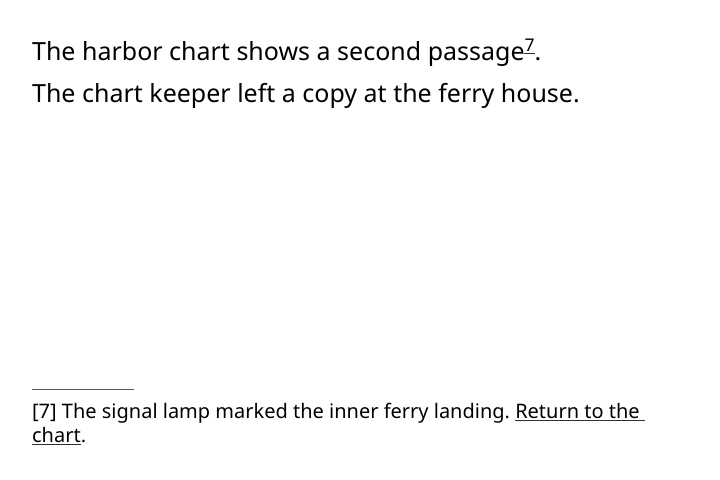 The harbor chart shows a second passage7.
The chart keeper left a copy at the ferry house.
[7] The signal lamp marked the inner ferry landing. Return to the
chart.